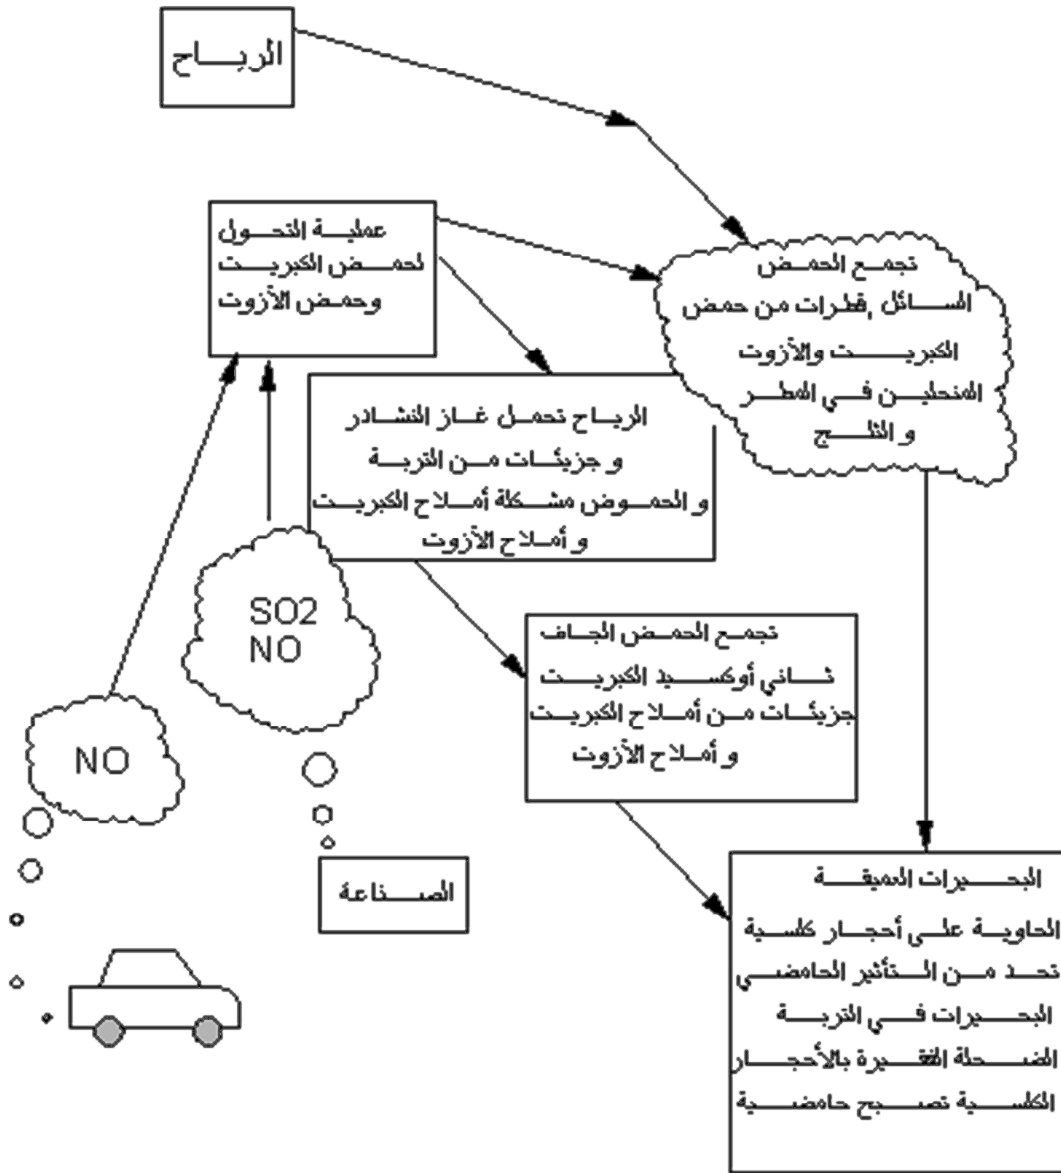 الرياح
عملية التحول
لحمض الكبريت
وحمض الأزوت
تجمع الحمض
السائل ,قطرات من حمض
الكبريت والأزوت
المنحلين في المطر
و الثلج
الرياح تحمل غاز النشادر
و جزيئات من التربة
و الحموض مشكلة أملاح الكبريت
و أملاح الأزوت
SO2
NO
NO
تجمع الحمض الجاف
ثاني أوكسيد الكبريت
جزيئات من أملاح الكبريت
و أملاح الأزوت
الصناعة
البحيرات العميقة
الحاوية على أحجار كلسية
تحد من التأثير الحامضي
البحيرات في التربة
الضحلة الفقيرة بالأحجار
الكلسية تصبح حامضية